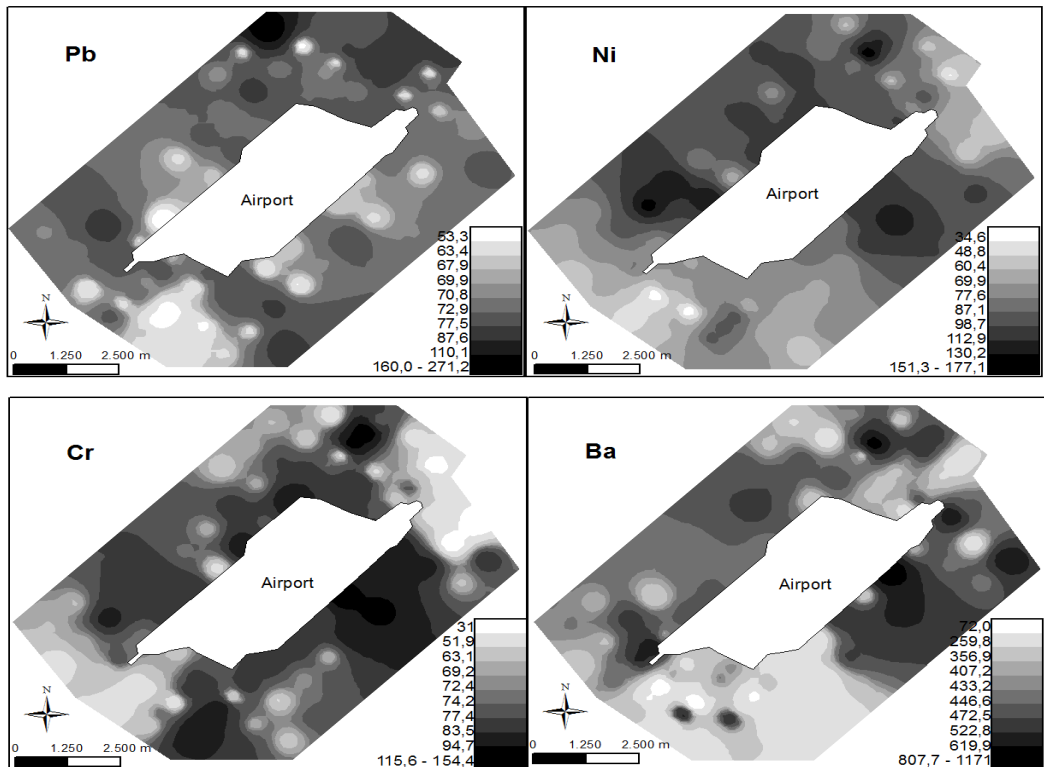 Pb
Airport
53,3
63,4
67,9
69,9
70,8
72,9
77,5
87,6
110,1
160,0 - 271,2
N
0 1.250 2.500 m
Ni
Airport
34,6
48,8
60,4
69,9
77,6
87,1
98,7
112,9
130,2
151,3 - 177,1
N
0 1.250 2.500 m
Cr
Airport
31
51,9
63,1
69,2
72,4
74,2
77,4
83,5
94,7
115,6 - 154,4
N
0 1.250 2.500 m
Ba
Airport
72,0
259,8
356,9
407,2
433,2
446,6
472,5
522,8
619,9
807,7 - 1171
N
0 1.250 2.500 m